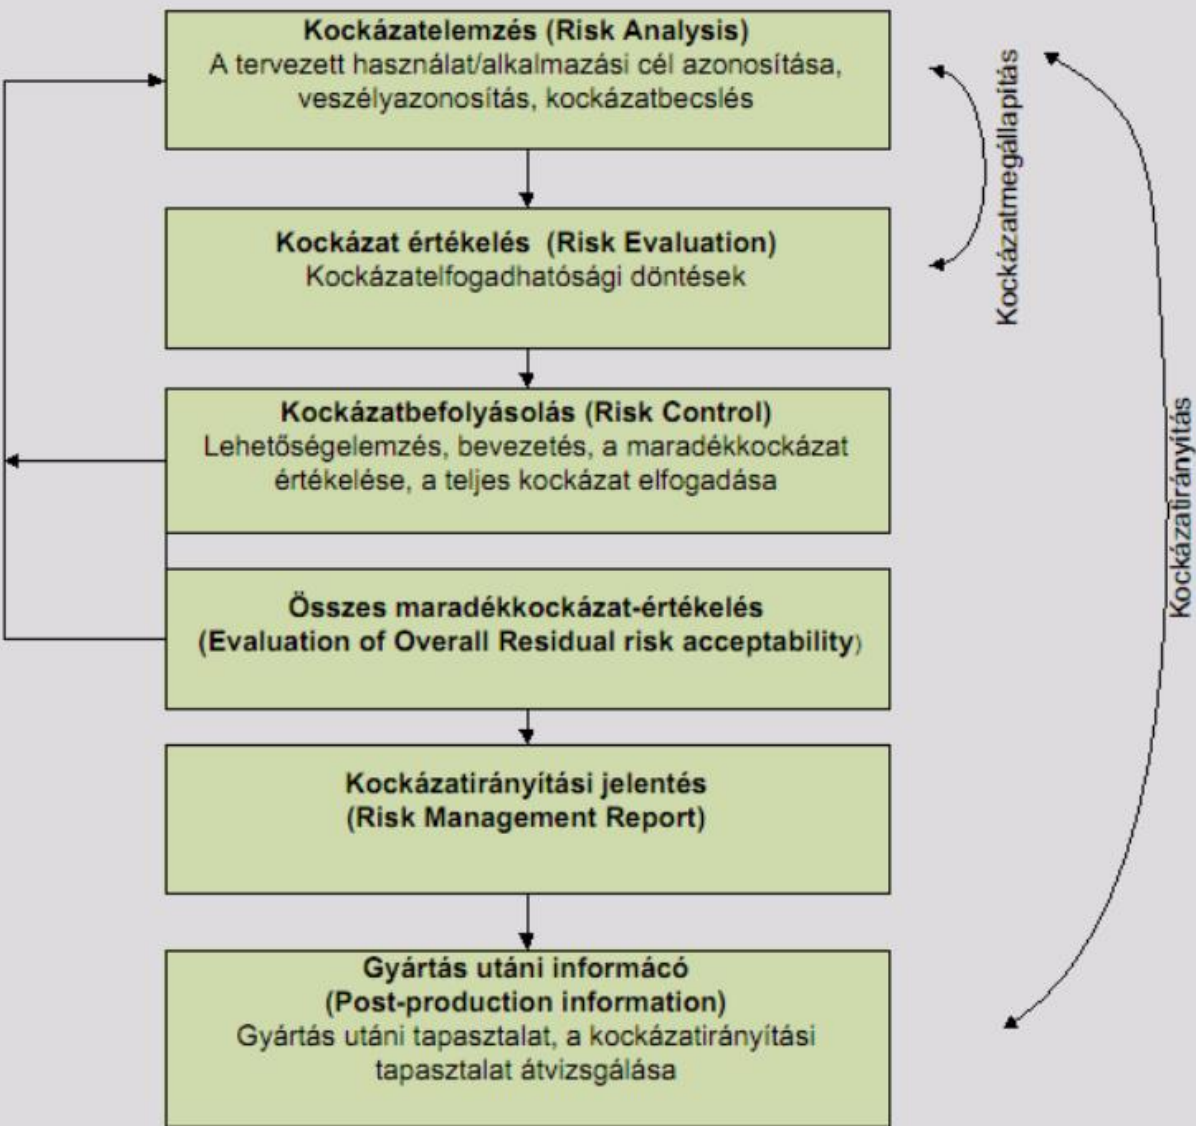 Kockázatelemzés (Risk Analysis)
A tervezett használat/alkalmazási cél azonosítása,
veszélyazonosítás, kockázatbecslés
Kockázat értékelés (Risk Evaluation)
Kockázatelfogadhatósági döntések
Kockázatbefolyásolás (Risk Control)
Lehetőségelemzés, bevezetés, a maradékkockázat
értékelése, a teljes kockázat elfogadása
Összes maradékkockázat-értékelés
(Evaluation of Overall Residual risk acceptability)
Kockázatirányítási jelentés
(Risk Management Report)
Gyártás utáni informácó
(Post-production information)
Gyártás utáni tapasztalat, a kockázatirányítási
tapasztalat átvizsgálása
Kockázatmegállapítás
Kockázatirányítás